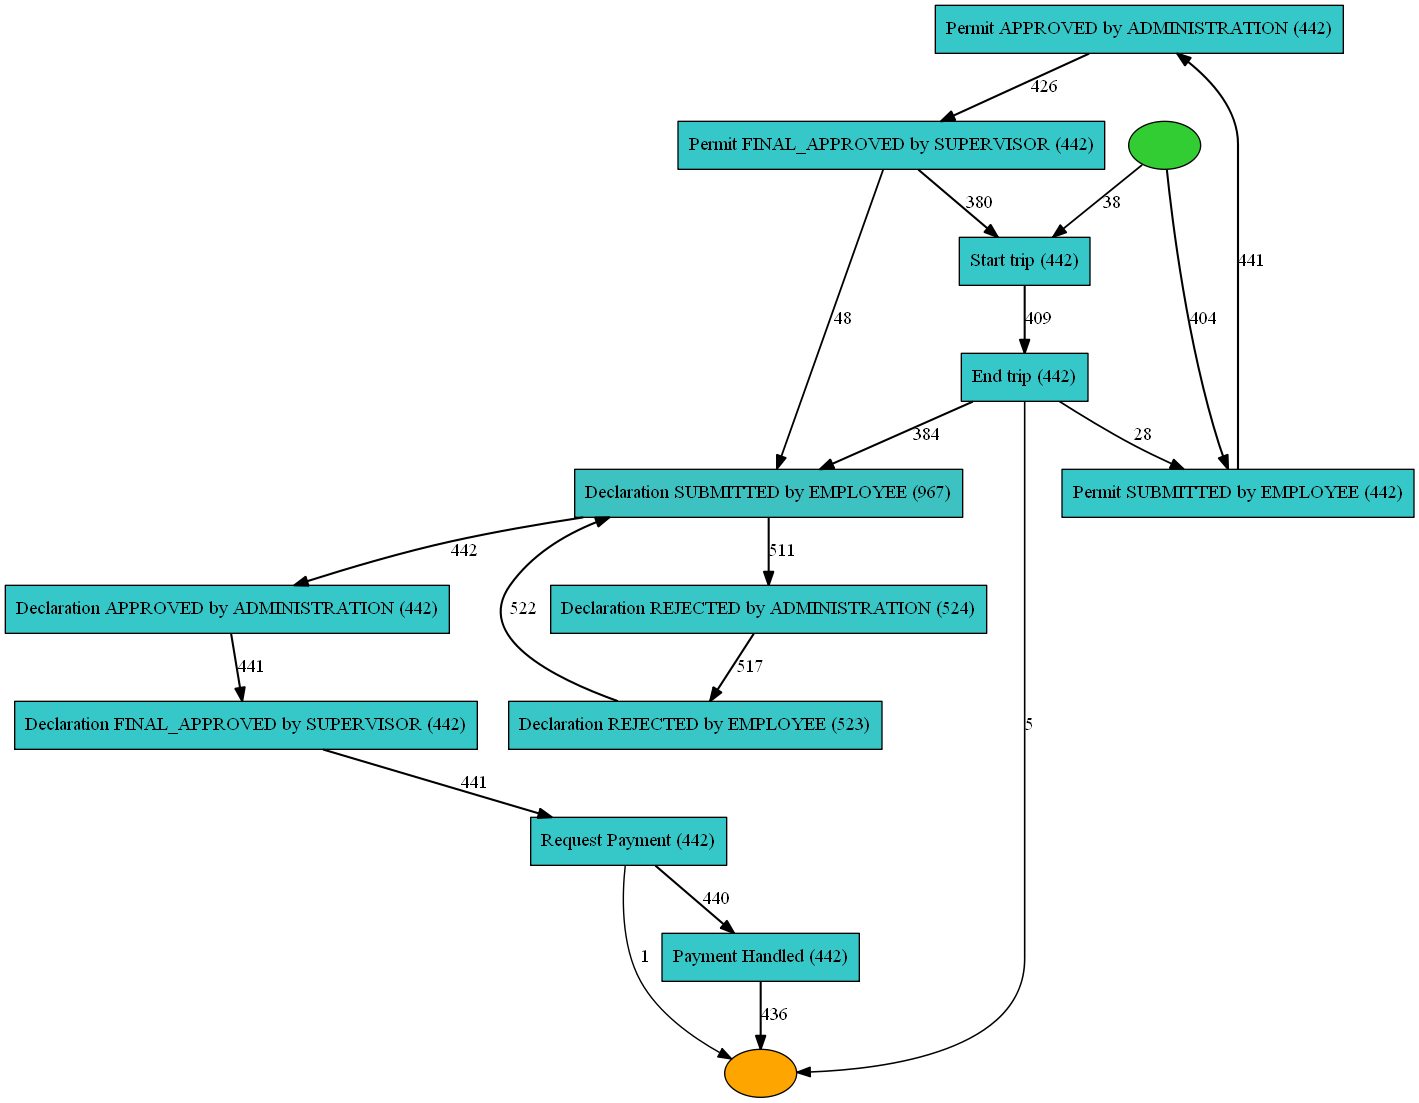 Permit APPROVED by ADMINISTRATION (442)
426
Permit FINAL_APPROVED by SUPERVISOR (442)
380
38
Start trip (442)
441
48
409
404
End trip (442)
384
28
Declaration SUBMITTED by EMPLOYEE (967)
Permit SUBMITTED by EMPLOYEE (442)
442
511
Declaration APPROVED by ADMINISTRATION (442)
522
Declaration REJECTED by ADMINISTRATION (524)
441
517
Declaration FINAL_APPROVED by SUPERVISOR (442)
Declaration REJECTED by EMPLOYEE (523)
5
441
Request Payment (442)
440
1
Payment Handled (442)
436